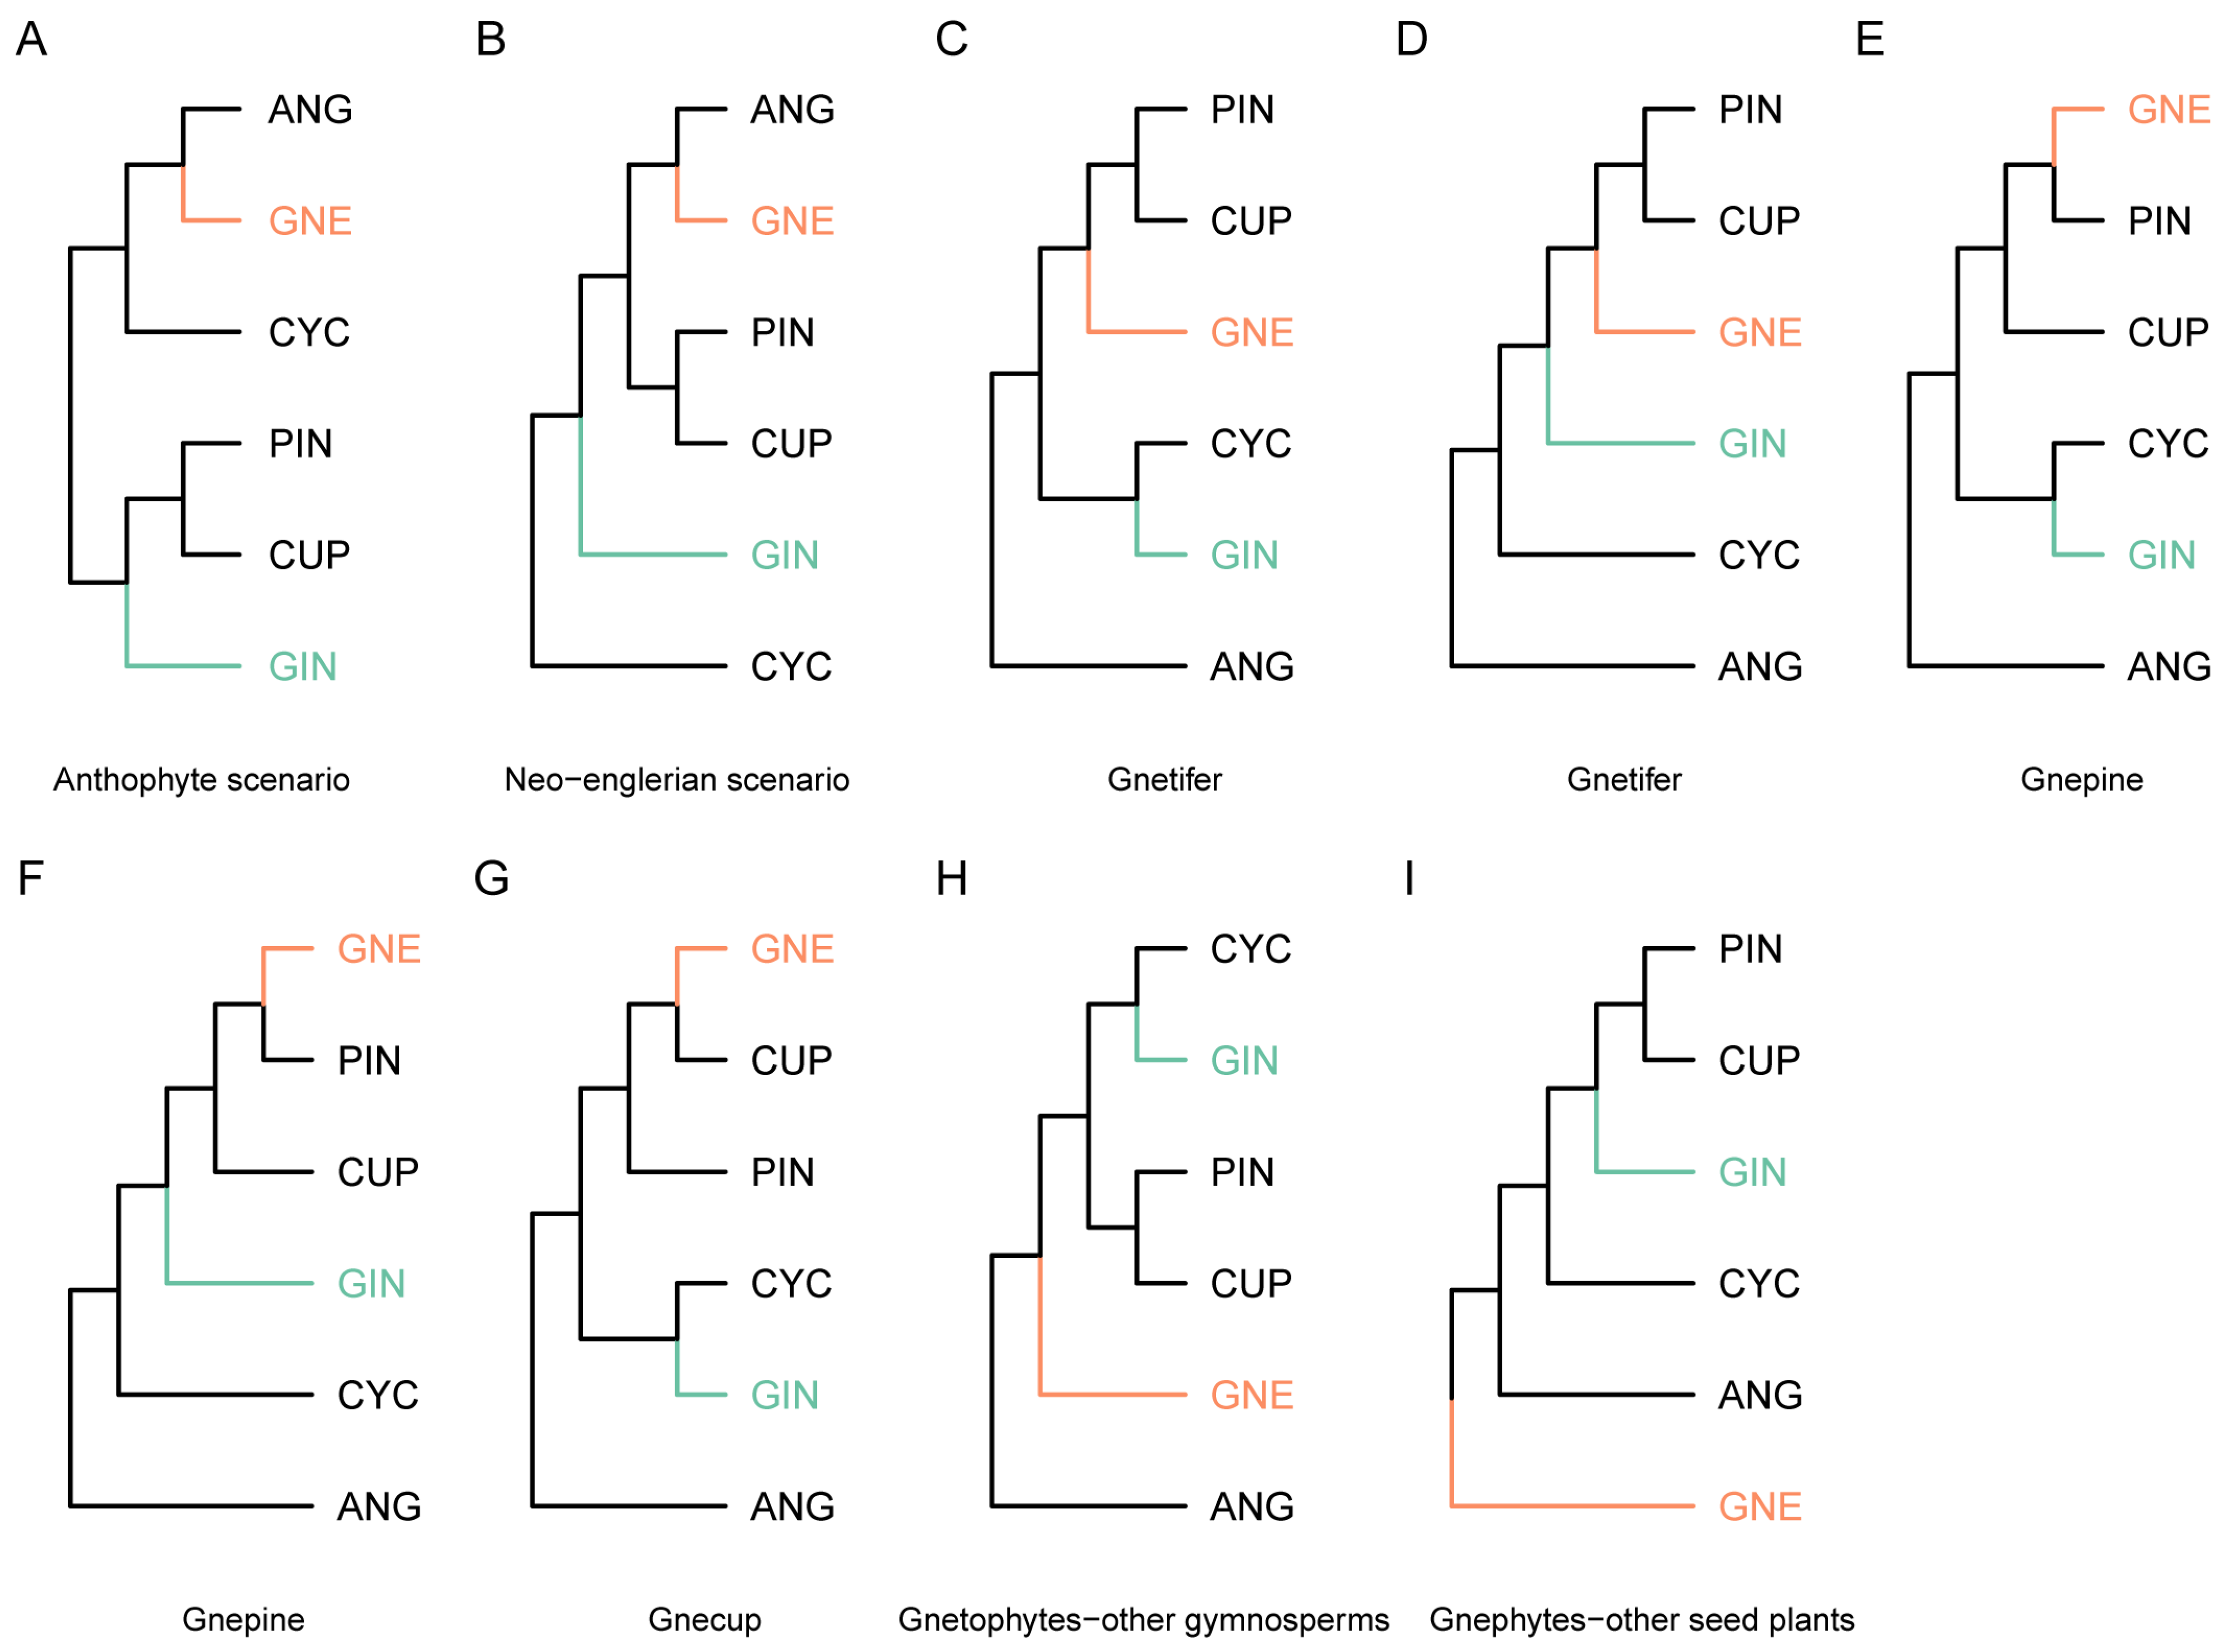 A
ANG
GNE
CYC
PIN
CUP
GIN
Anthophyte scenario
B
ANG
GNE
PIN
CUP
GIN
CYC
Neo−englerian scenario
C
PIN
CUP
GNE
CYC
GIN
ANG
Gnetifer
D
PIN
CUP
GNE
GIN
CYC
ANG
Gnetifer
E
GNE
PIN
CUP
CYC
GIN
ANG
Gnepine
F
GNE
PIN
CUP
GIN
CYC
ANG
Gnepine
G
GNE
CUP
PIN
CYC
GIN
ANG
Gnecup
H
CYC
GIN
PIN
CUP
GNE
ANG
Gnetophytes−other gymnosperms
I
PIN
CUP
GIN
CYC
ANG
GNE
Gnephytes−other seed plants